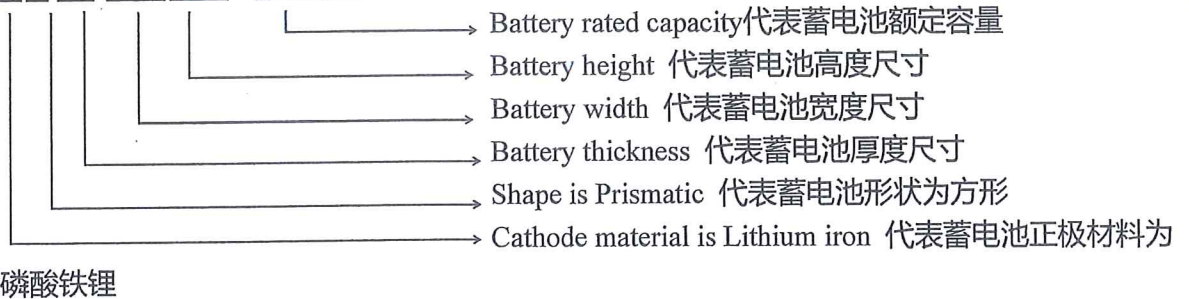 Battery rated capacity代表蓄电池额定容量
Battery height 代表蓄电池高度尺寸
Battery width 代表蓄电池宽度尺寸
Battery thickness 代表蓄电池厚度尺寸
Shape is Prismatic 代表蓄电池形状为方形
Cathode material is Lithium iron 代表蓄电池正极材料为
磷酸铁锂